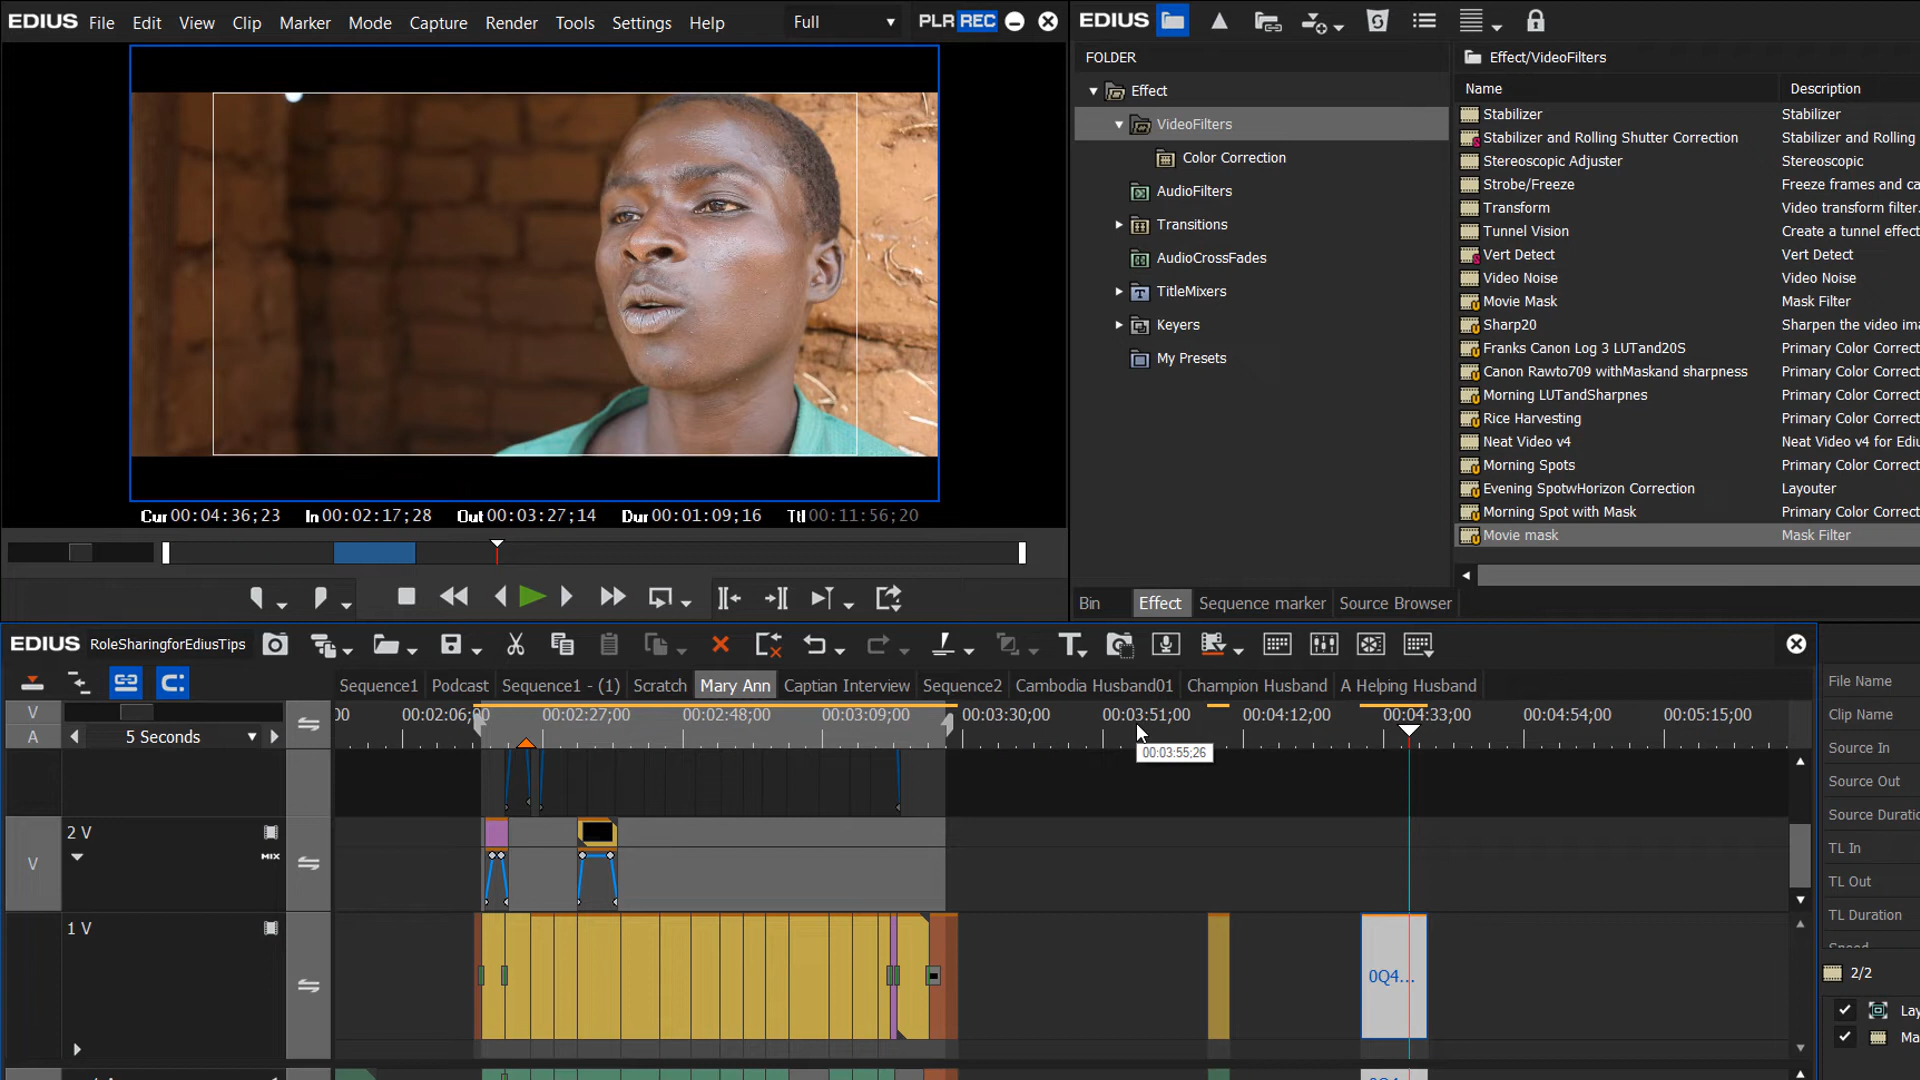 EDIUS File Edit View Clip Marker Mode Capture Render Tools Settings Help Full PLR REC
Cur 00:04:36;23 In 00:02:17;28 Out 00:03:27;14 Dur 00:01:09;16 Ttl 00:11:56;20
EDIUS
FOLDER
Effect
VideoFilters
Color Correction
AudioFilters
Transitions
AudioCrossFades
TitleMixers
Keyers
My Presets
Effect/VideoFilters
Name Description
Stabilizer Stabilizer
Stabilizer and Rolling Shutter Correction Stabilizer and Rolling
Stereoscopic Adjuster Stereoscopic
Strobe/Freeze Freeze frames and ca
Transform Video transform filter.
Tunnel Vision Create a tunnel effect
Vert Detect Vert Detect
Video Noise Video Noise
Movie Mask Mask Filter
Sharp20 Sharpen the video ima
Franks Canon Log 3 LUTand20S Primary Color Correct
Canon Rawto709 withMaskand sharpness Primary Color Correct
Morning LUTandSharpnes Primary Color Correct
Rice Harvesting Primary Color Correct
Neat Video v4 Neat Video v4 for Ediu
Morning Spots Primary Color Correct
Evening SpotwHorizon Correction Layouter
Morning Spot with Mask Primary Color Correct
Movie mask Mask Filter
Bin Effect Sequence marker Source Browser
EDIUS RoleSharingforEdiusTips
Sequence1 Podcast Sequence1 - (1) Scratch Mary Ann Captian Interview Sequence2 Cambodia Husband01 Champion Husband A Helping Husband
V 00 00:02:06;00 00:02:27;00 00:02:48;00 00:03:09;00 00:03:30;00 00:03:51;00 00:04:12;00 00:04:33;00 00:04:54;00 00:05:15;00
A 5 Seconds
00:03:55;26
2 V
V MIX
1 V
0Q4...
File Name
Clip Name
Source In
Source Out
Source Duratio
TL In
TL Out
TL Duration
2/2
Lay
Ma